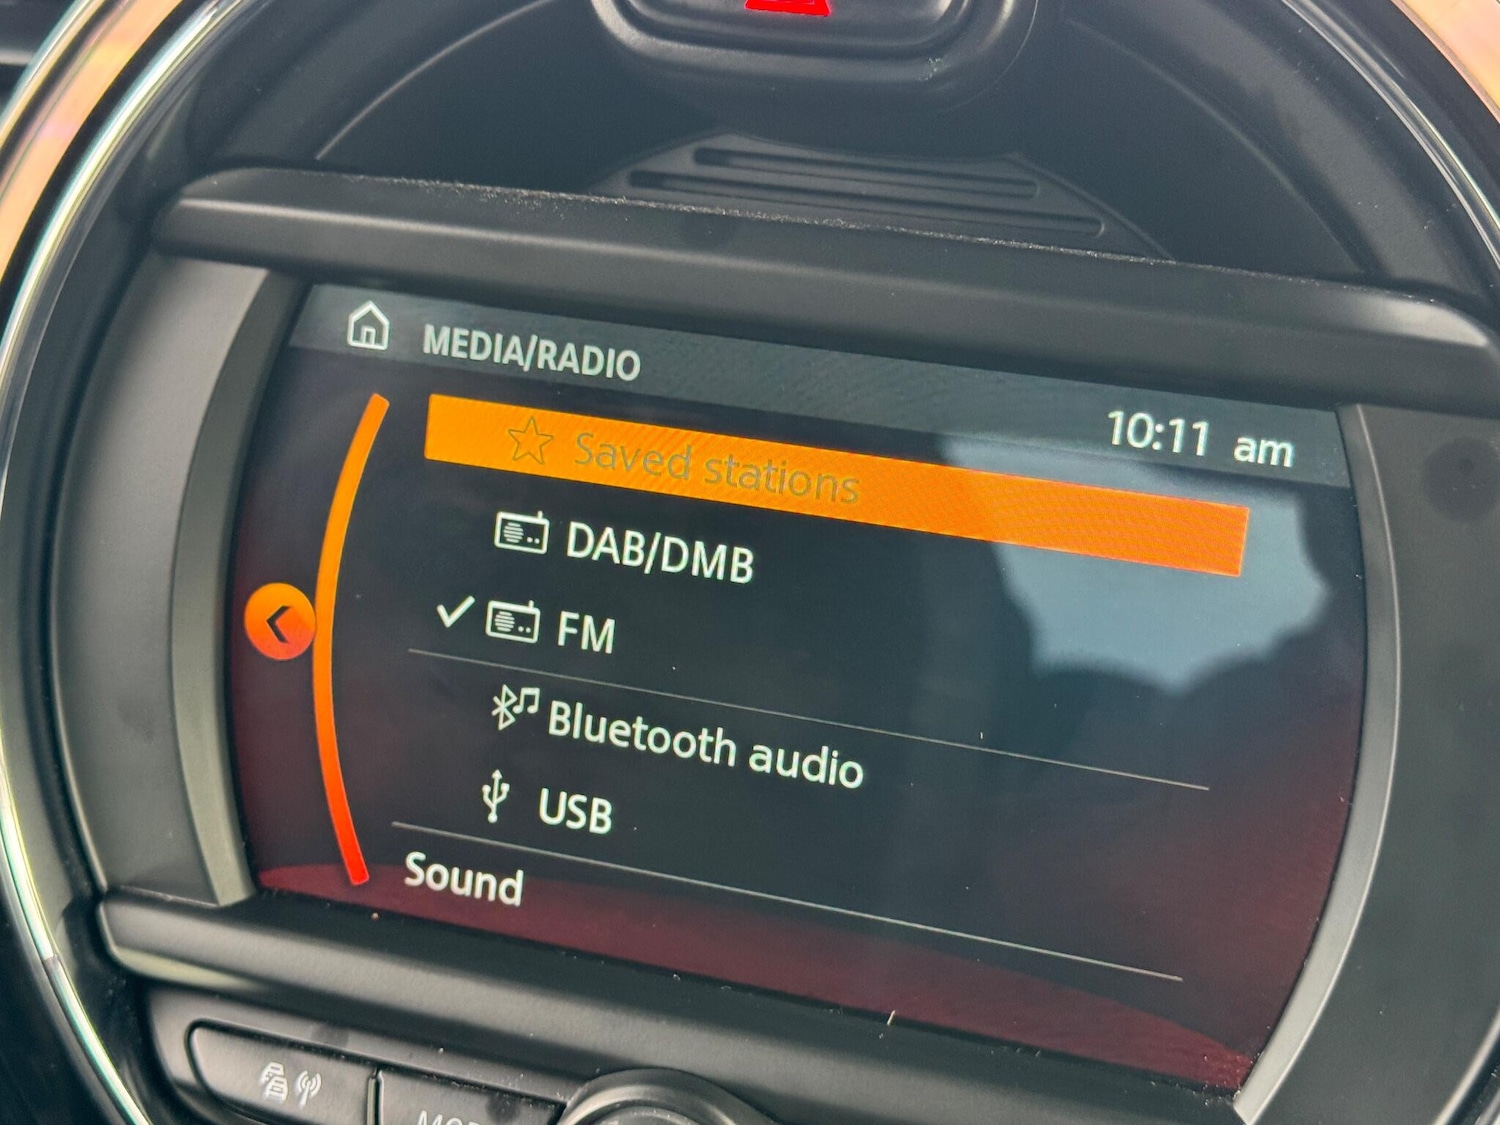 MEDIA/RADIO
10:11 am
Saved stations
DAB/DMB
FM
Bluetooth audio
USB
Sound